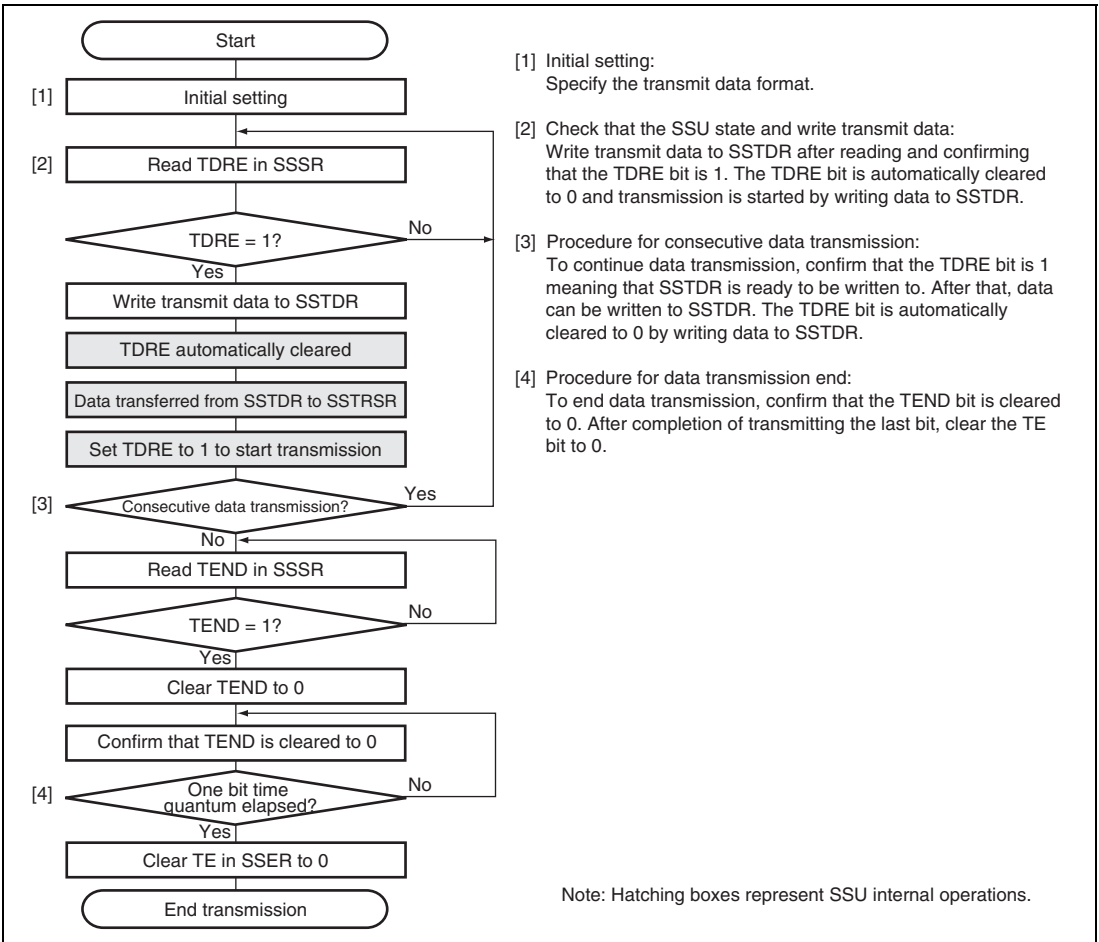 Start
[1] Initial setting
[2] Read TDRE in SSSR
TDRE = 1?
No
Yes
Write transmit data to SSTDR
TDRE automatically cleared
Data transferred from SSTDR to SSTRSR
Set TDRE to 1 to start transmission
[3] Consecutive data transmission?
Yes
No
Read TEND in SSSR
TEND = 1?
No
Yes
Clear TEND to 0
Confirm that TEND is cleared to 0
[4] One bit time
quantum elapsed?
No
Yes
Clear TE in SSER to 0
End transmission
[1] Initial setting:
Specify the transmit data format.
[2] Check that the SSU state and write transmit data:
Write transmit data to SSTDR after reading and confirming
that the TDRE bit is 1. The TDRE bit is automatically cleared
to 0 and transmission is started by writing data to SSTDR.
[3] Procedure for consecutive data transmission:
To continue data transmission, confirm that the TDRE bit is 1
meaning that SSTDR is ready to be written to. After that, data
can be written to SSTDR. The TDRE bit is automatically
cleared to 0 by writing data to SSTDR.
[4] Procedure for data transmission end:
To end data transmission, confirm that the TEND bit is cleared
to 0. After completion of transmitting the last bit, clear the TE
bit to 0.
Note: Hatching boxes represent SSU internal operations.